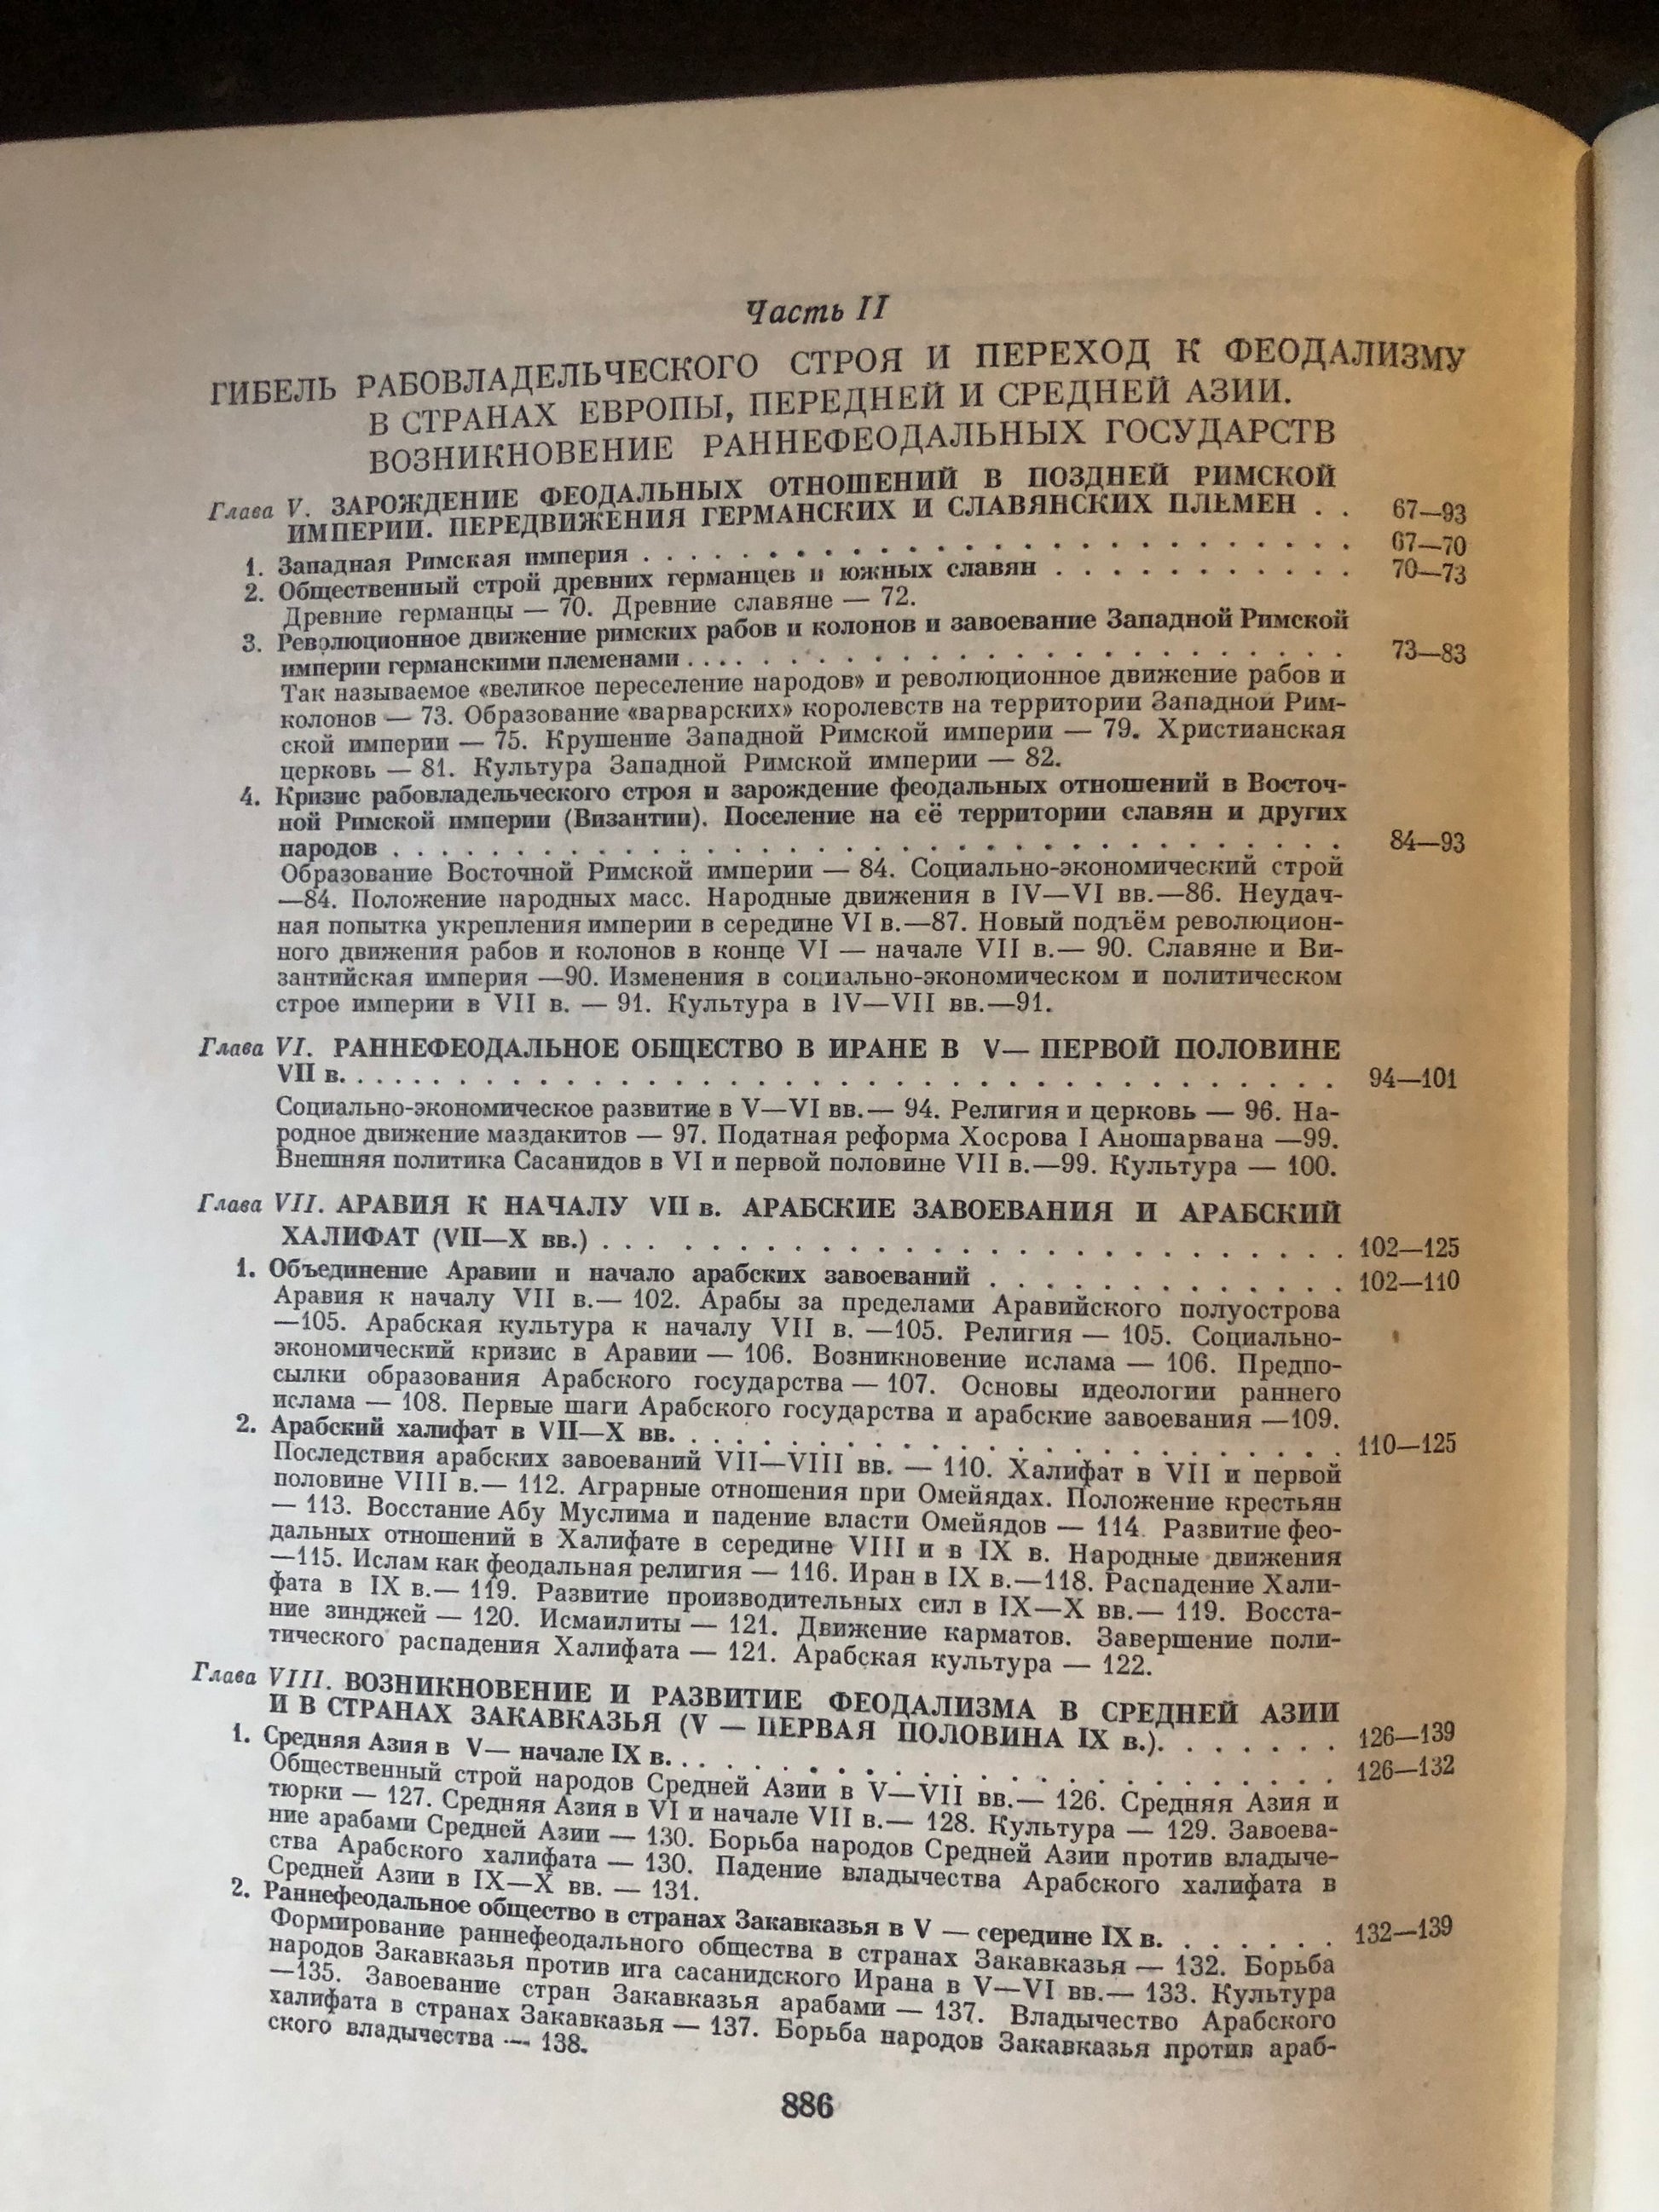 Часть II
ГИБЕЛЬ РАБОВЛАДЕЛЬЧЕСКОГО СТРОЯ И ПЕРЕХОД К ФЕОДАЛИЗМУ
В СТРАНАХ ЕВРОПЫ, ПЕРЕДНЕЙ И СРЕДНЕЙ АЗИИ.
ВОЗНИКНОВЕНИЕ РАННЕФЕОДАЛЬНЫХ ГОСУДАРСТВ
Глава V. ЗАРОЖДЕНИЕ ФЕОДАЛЬНЫХ ОТНОШЕНИЙ В ПОЗДНЕЙ РИМСКОЙ
ИМПЕРИИ. ПЕРЕДВИЖЕНИЯ ГЕРМАНСКИХ И СЛАВЯНСКИХ ПЛЕМЕН . . 67—93
1. Западная Римская империя . . . . . . . . . . . . . . . . . . . . . . . . . 67—70
2. Общественный строй древних германцев и южных славян . . . . . . . . . . . 70—73
Древние германцы — 70. Древние славяне — 72.
3. Революционное движение римских рабов и колонов и завоевание Западной Римской
империи германскими племенами . . . . . . . . . . . . . . . . . . . . . . 73—83
Так называемое «великое переселение народов» и революционное движение рабов и
колонов — 73. Образование «варварских» королевств на территории Западной Рим-
ской империи — 75. Крушение Западной Римской империи — 79. Христианская
церковь — 81. Культура Западной Римской империи — 82.
4. Кризис рабовладельческого строя и зарождение феодальных отношений в Восточ-
ной Римской империи (Византии). Поселение на её территории славян и других
народов . . . . . . . . . . . . . . . . . . . . . . . . . . . . . . . 84—93
Образование Восточной Римской империи — 84. Социально-экономический строй
—84. Положение народных масс. Народные движения в IV—VI вв.—86. Неудач-
ная попытка укрепления империи в середине VI в.—87. Новый подъём революцион-
ного движения рабов и колонов в конце VI — начале VII в.— 90. Славяне и Ви-
зантийская империя —90. Изменения в социально-экономическом и политическом
строе империи в VII в. — 91. Культура в IV—VII вв.—91.
Глава VI. РАННЕФЕОДАЛЬНОЕ ОБЩЕСТВО В ИРАНЕ В V— ПЕРВОЙ ПОЛОВИНЕ
VII в. . . . . . . . . . . . . . . . . . . . . . . . . . . . . . . 94—101
Социально-экономическое развитие в V—VI вв.— 94. Религия и церковь — 96. На-
родное движение маздакитов — 97. Податная реформа Хосрова I Аношарвана —99.
Внешняя политика Сасанидов в VI и первой половине VII в.—99. Культура — 100.
Глава VII. АРАВИЯ К НАЧАЛУ VII в. АРАБСКИЕ ЗАВОЕВАНИЯ И АРАБСКИЙ
ХАЛИФАТ (VII—X вв.) . . . . . . . . . . . . . . . . . . . . . . . . . 102—125
1. Объединение Аравии и начало арабских завоеваний . . . . . . . . . . . . . 102—110
Аравия к началу VII в.— 102. Арабы за пределами Аравийского полуострова
—105. Арабская культура к началу VII в. —105. Религия — 105. Социально-
экономический кризис в Аравии — 106. Возникновение ислама — 106. Предпо-
сылки образования Арабского государства — 107. Основы идеологии раннего
ислама — 108. Первые шаги Арабского государства и арабские завоевания —109.
2. Арабский халифат в VII—X вв. . . . . . . . . . . . . . . . . . . . . . . . 110—125
Последствия арабских завоеваний VII—VIII вв. — 110. Халифат в VII и первой
половине VIII в.— 112. Аграрные отношения при Омейядах. Положение крестьян
— 113. Восстание Абу Муслима и падение власти Омейядов — 114. Развитие фео-
дальных отношений в Халифате в середине VIII и в IX в. Народные движения
—115. Ислам как феодальная религия — 116. Иран в IX в.—118. Распадение Хали-
фата в IX в.— 119. Развитие производительных сил в IX—X вв.— 119. Восста-
ние зинджей — 120. Исмаилиты — 121. Движение карматов. Завершение поли-
тического распадения Халифата — 121. Арабская культура — 122.
Глава VIII. ВОЗНИКНОВЕНИЕ И РАЗВИТИЕ ФЕОДАЛИЗМА В СРЕДНЕЙ АЗИИ
И В СТРАНАХ ЗАКАВКАЗЬЯ (V — ПЕРВАЯ ПОЛОВИНА IX в.). . . . . . . 126—139
1. Средняя Азия в V— начале IX в. . . . . . . . . . . . . . . . . . . . . . . 126—132
Общественный строй народов Средней Азии в V—VII вв.— 126. Средняя Азия и
тюрки — 127. Средняя Азия в VI и начале VII в.— 128. Культура — 129. Завоева-
ние арабами Средней Азии — 130. Борьба народов Средней Азии против владыче-
ства Арабского халифата — 130. Падение владычества Арабского халифата в
Средней Азии в IX—X вв. — 131.
2. Раннефеодальное общество в странах Закавказья в V — середине IX в. . . . . . . 132—139
Формирование раннефеодального общества в странах Закавказья — 132. Борьба
народов Закавказья против ига сасанидского Ирана в V—VI вв.— 133. Культура
—135. Завоевание стран Закавказья арабами — 137. Владычество Арабского
халифата в странах Закавказья — 137. Борьба народов Закавказья против араб-
ского владычества — 138.
886